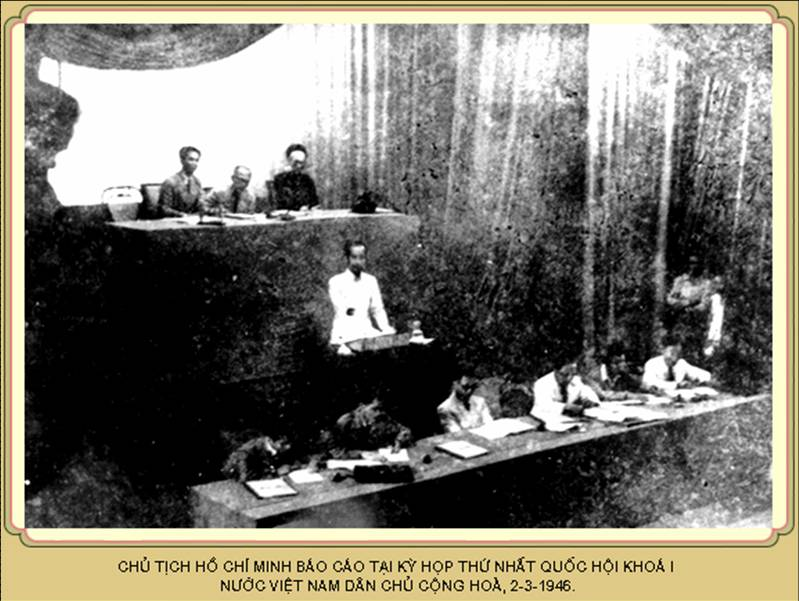 CHỦ TỊCH HỒ CHÍ MINH BÁO CÁO TẠI KỲ HỌP THỨ NHẤT QUỐC HỘI KHOÁ I
NƯỚC VIỆT NAM DÂN CHỦ CỘNG HOÀ, 2-3-1946.